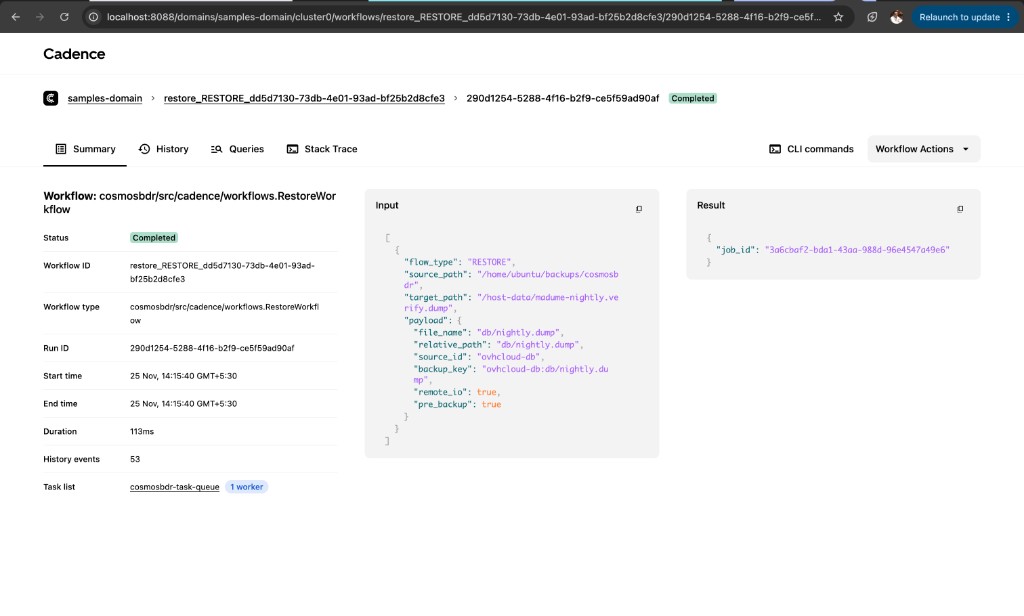 localhost:8088/domains/samples-domain/cluster0/workflows/restore_RESTORE_dd5d7130-73db-4e01-93ad-bf25b2d8cfe3/290d1254-5288-4f16-b2f9-ce5f...
Relaunch to update
Cadence
samples-domain > restore_RESTORE_dd5d7130-73db-4e01-93ad-bf25b2d8cfe3 > 290d1254-5288-4f16-b2f9-ce5f59ad90af Completed
Summary History Queries Stack Trace CLI commands Workflow Actions
Workflow: cosmosbdr/src/cadence/workflows.RestoreWor
kflow
Status Completed
Workflow ID restore_RESTORE_dd5d7130-73db-4e01-93ad-
bf25b2d8cfe3
Workflow type cosmosbdr/src/cadence/workflows.RestoreWorkfl
ow
Run ID 290d1254-5288-4f16-b2f9-ce5f59ad90af
Start time 25 Nov, 14:15:40 GMT+5:30
End time 25 Nov, 14:15:40 GMT+5:30
Duration 113ms
History events 53
Task list cosmosbdr-task-queue 1 worker
Input
[
{
"flow_type": "RESTORE",
"source_path": "/home/ubuntu/backups/cosmosb
dr",
"target_path": "/host-data/madume-nightly.ve
rify.dump",
"payload": {
"file_name": "db/nightly.dump",
"relative_path": "db/nightly.dump",
"source_id": "ovhcloud-db",
"backup_key": "ovhcloud-db:db/nightly.du
mp",
"remote_io": true,
"pre_backup": true
}
}
]
Result
{
"job_id": "3a6cbaf2-bda1-43aa-988d-96e4547a49e6"
}